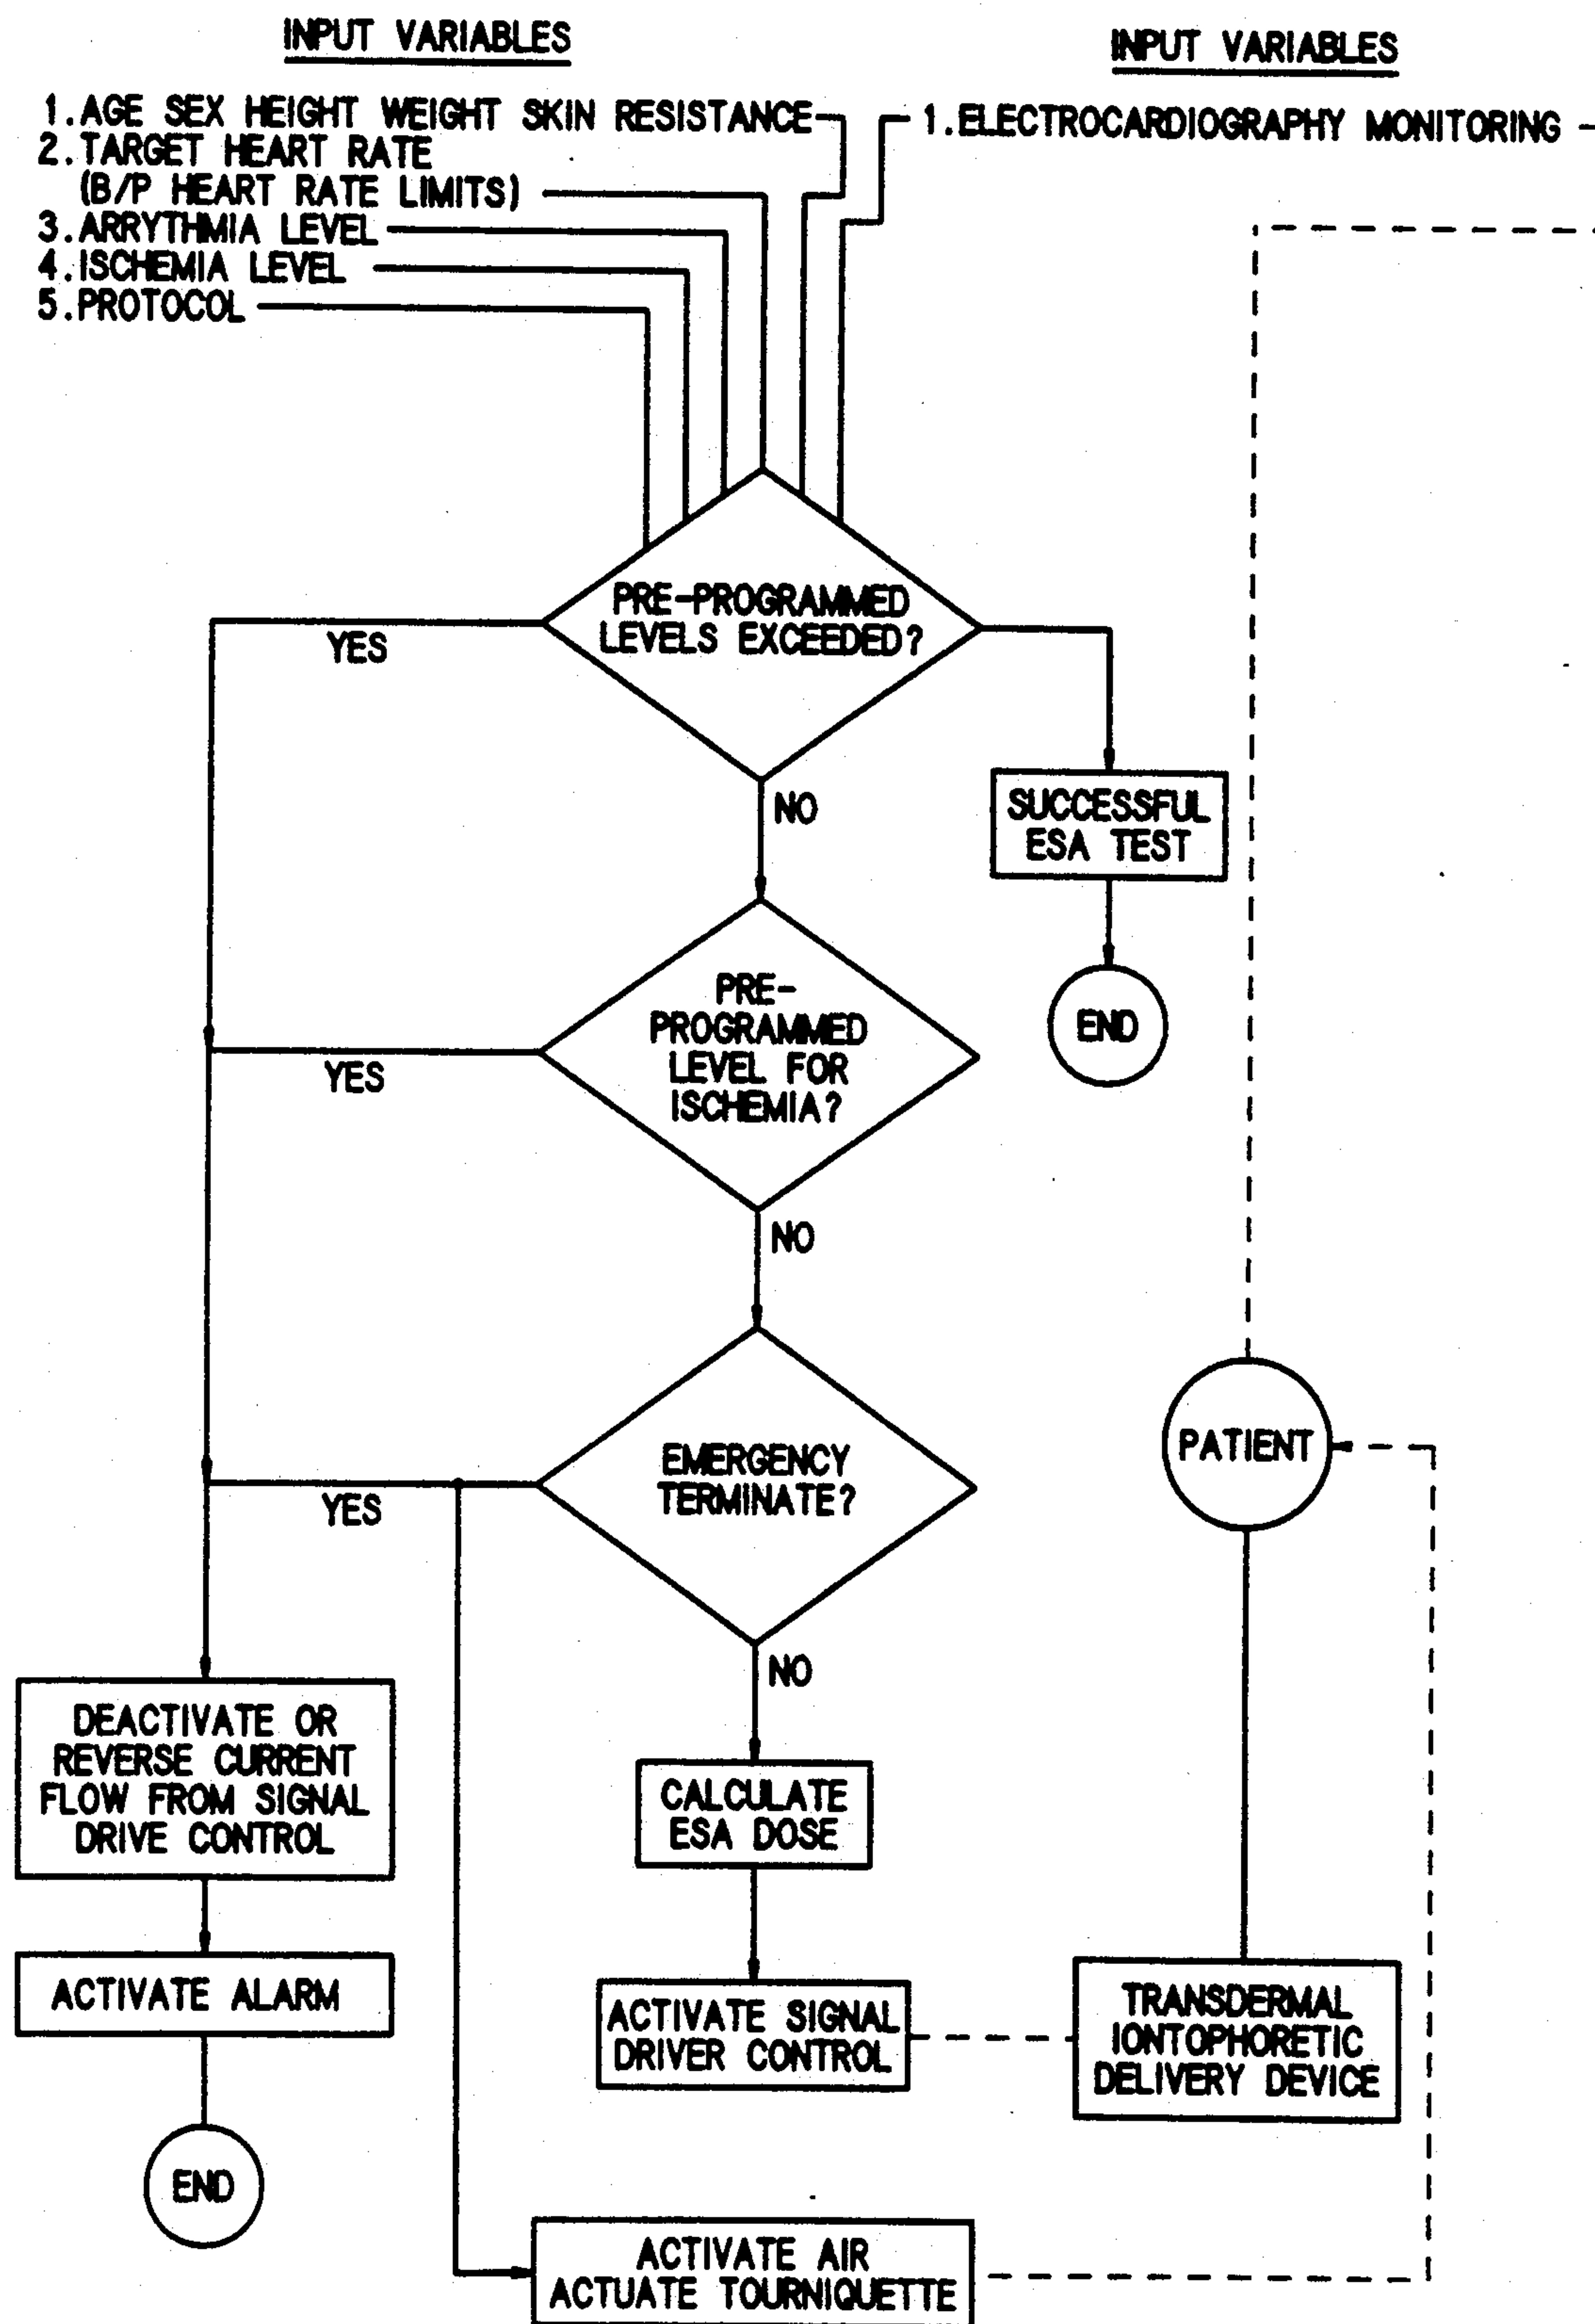 INPUT VARIABLES
1. AGE SEX HEIGHT WEIGHT SKIN RESISTANCE
2. TARGET HEART RATE
(B/P HEART RATE LIMITS)
3. ARRYTHMIA LEVEL
4. ISCHEMIA LEVEL
5. PROTOCOL
INPUT VARIABLES
1. ELECTROCARDIOGRAPHY MONITORING
PRE-PROGRAMMED
LEVELS EXCEEDED?
YES
NO
SUCCESSFUL
ESA TEST
END
PRE-
PROGRAMMED
LEVEL FOR
ISCHEMIA?
YES
NO
EMERGENCY
TERMINATE?
YES
NO
PATIENT
DEACTIVATE OR
REVERSE CURRENT
FLOW FROM SIGNAL
DRIVE CONTROL
CALCULATE
ESA DOSE
ACTIVATE ALARM
ACTIVATE SIGNAL
DRIVER CONTROL
TRANSDERMAL
IONTOPHORETIC
DELIVERY DEVICE
END
ACTIVATE AIR
ACTUATE TOURNIQUETTE